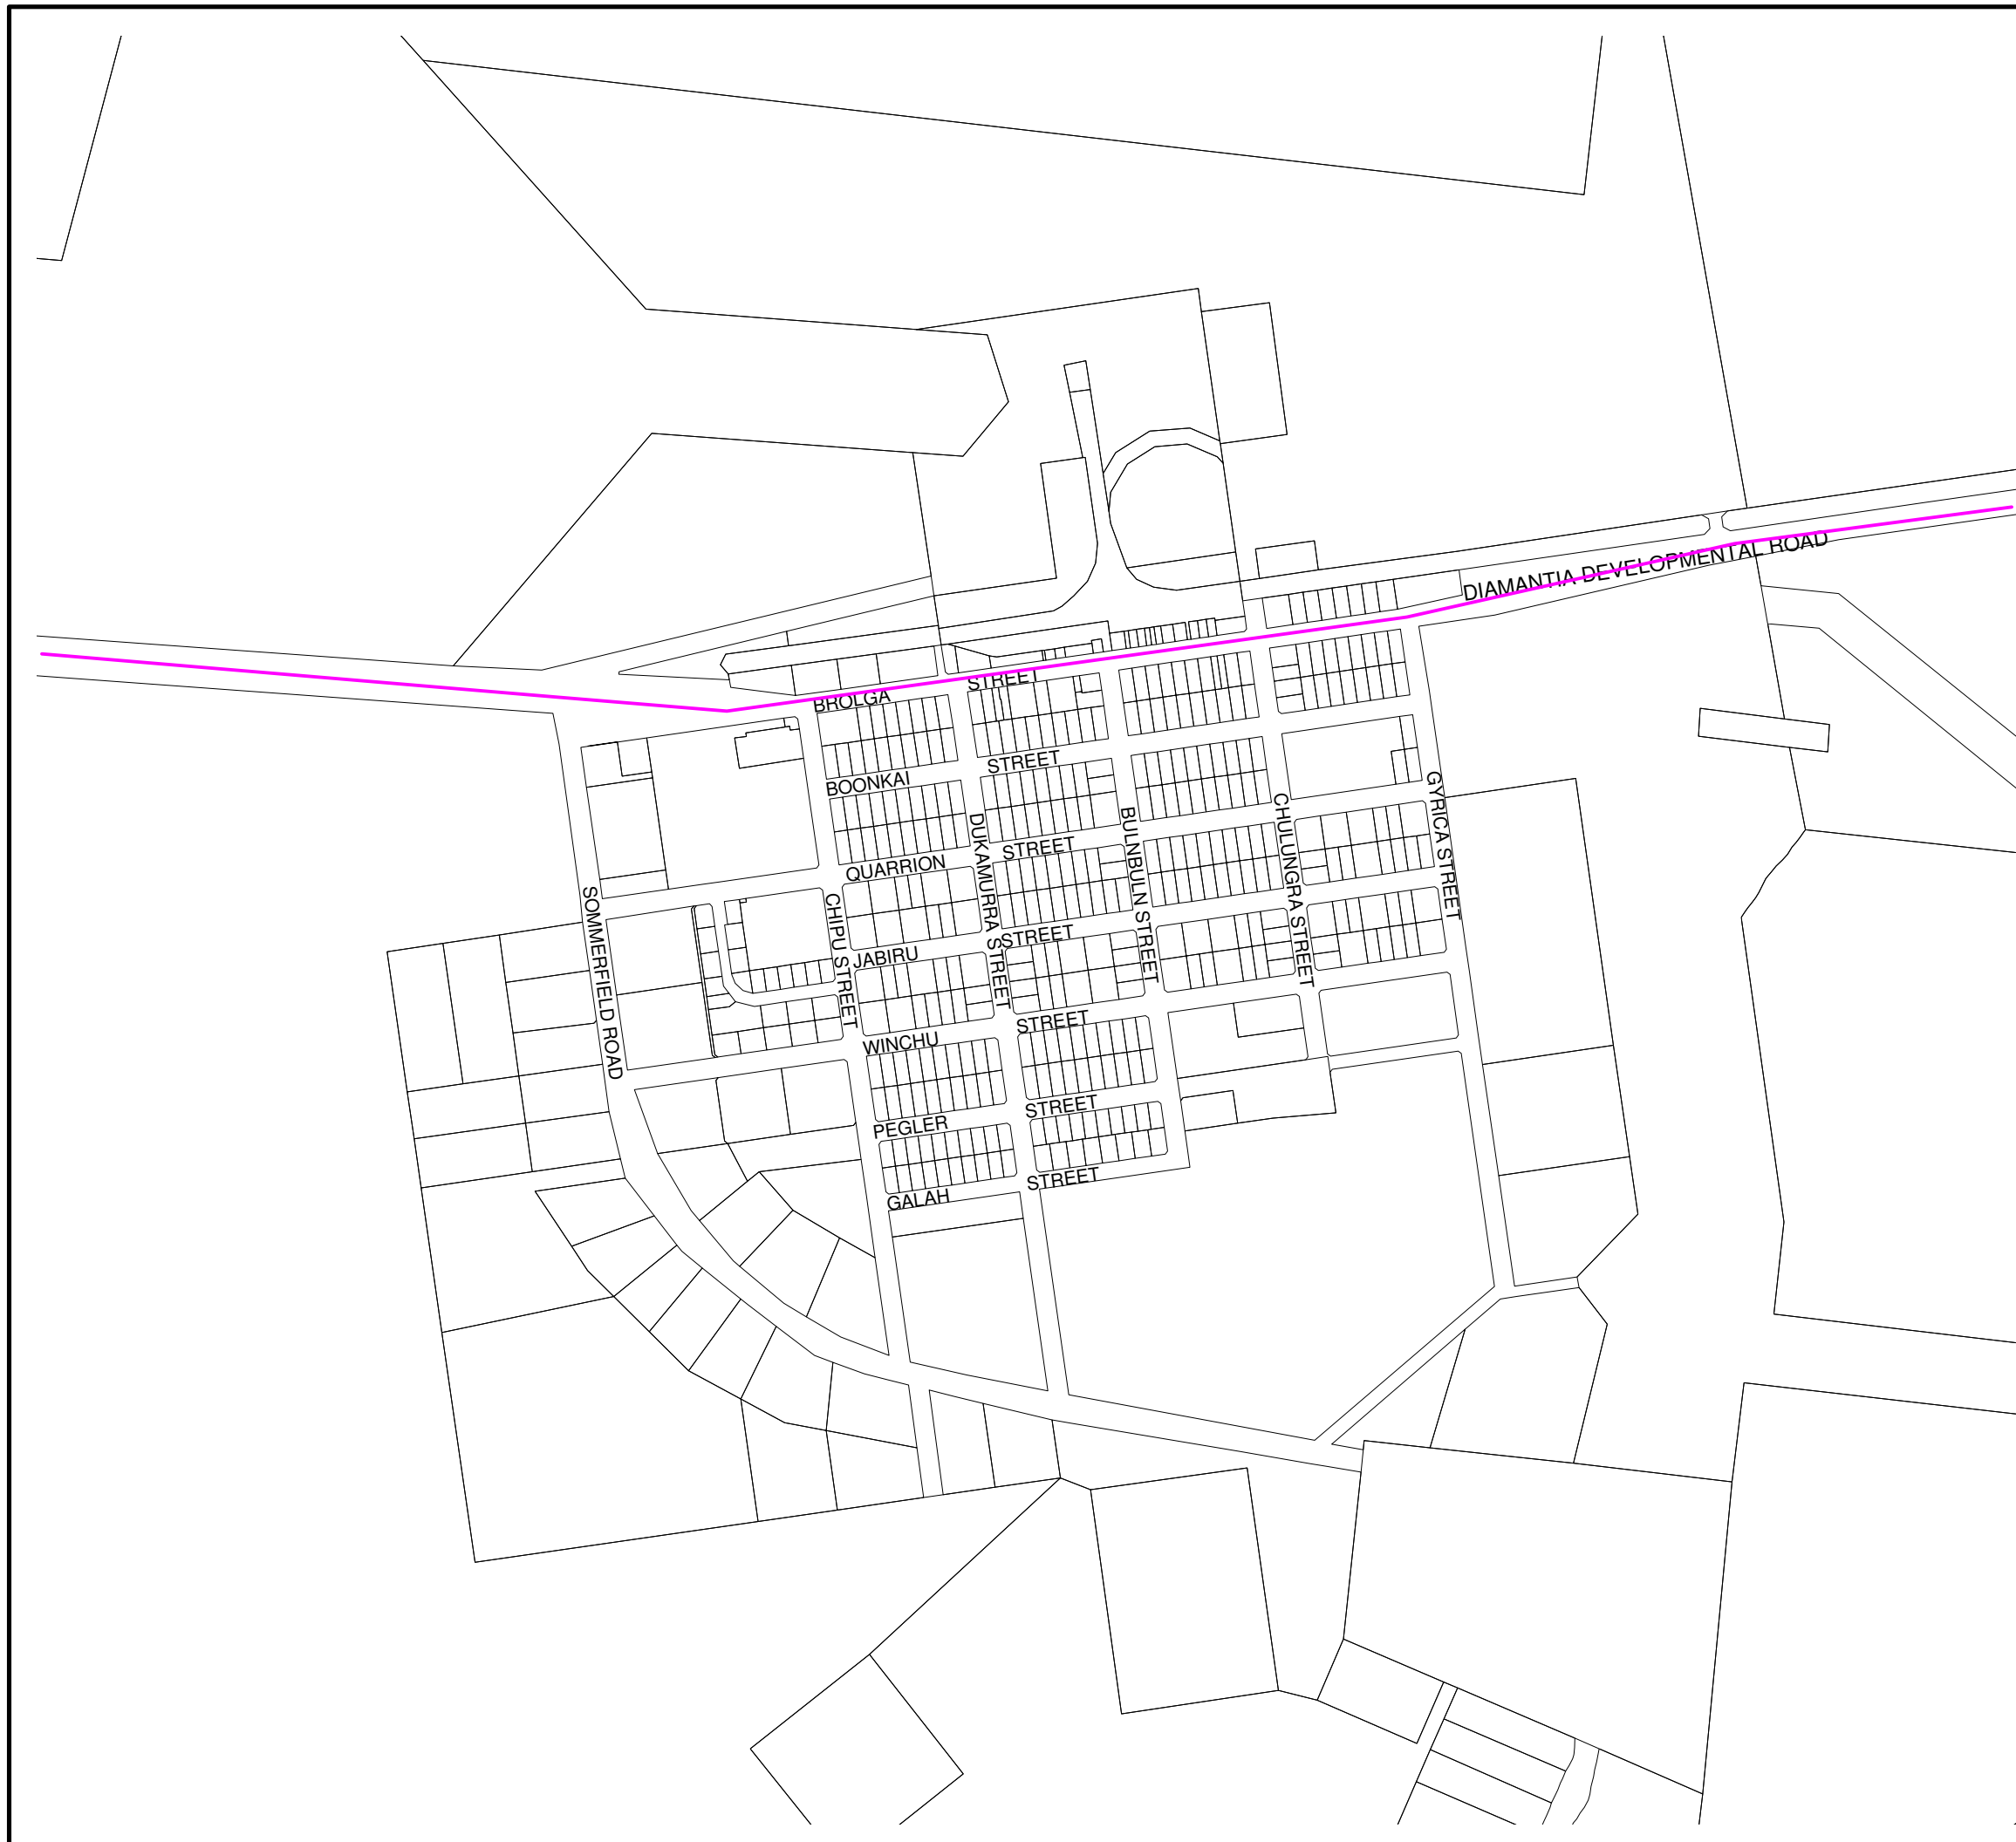 DIAMANTIA DEVELOPMENTAL ROAD
BROLGA STREET
BOONKAI STREET
QUARRION STREET
JABIRU STREET
WINCHU STREET
PEGLER STREET
GALAH STREET
SOMMERFIELD ROAD
CHIPU STREET
DUKAMURRA STREET
BULNBULN STREET
CHULUNGRA STREET
GYRICA STREET